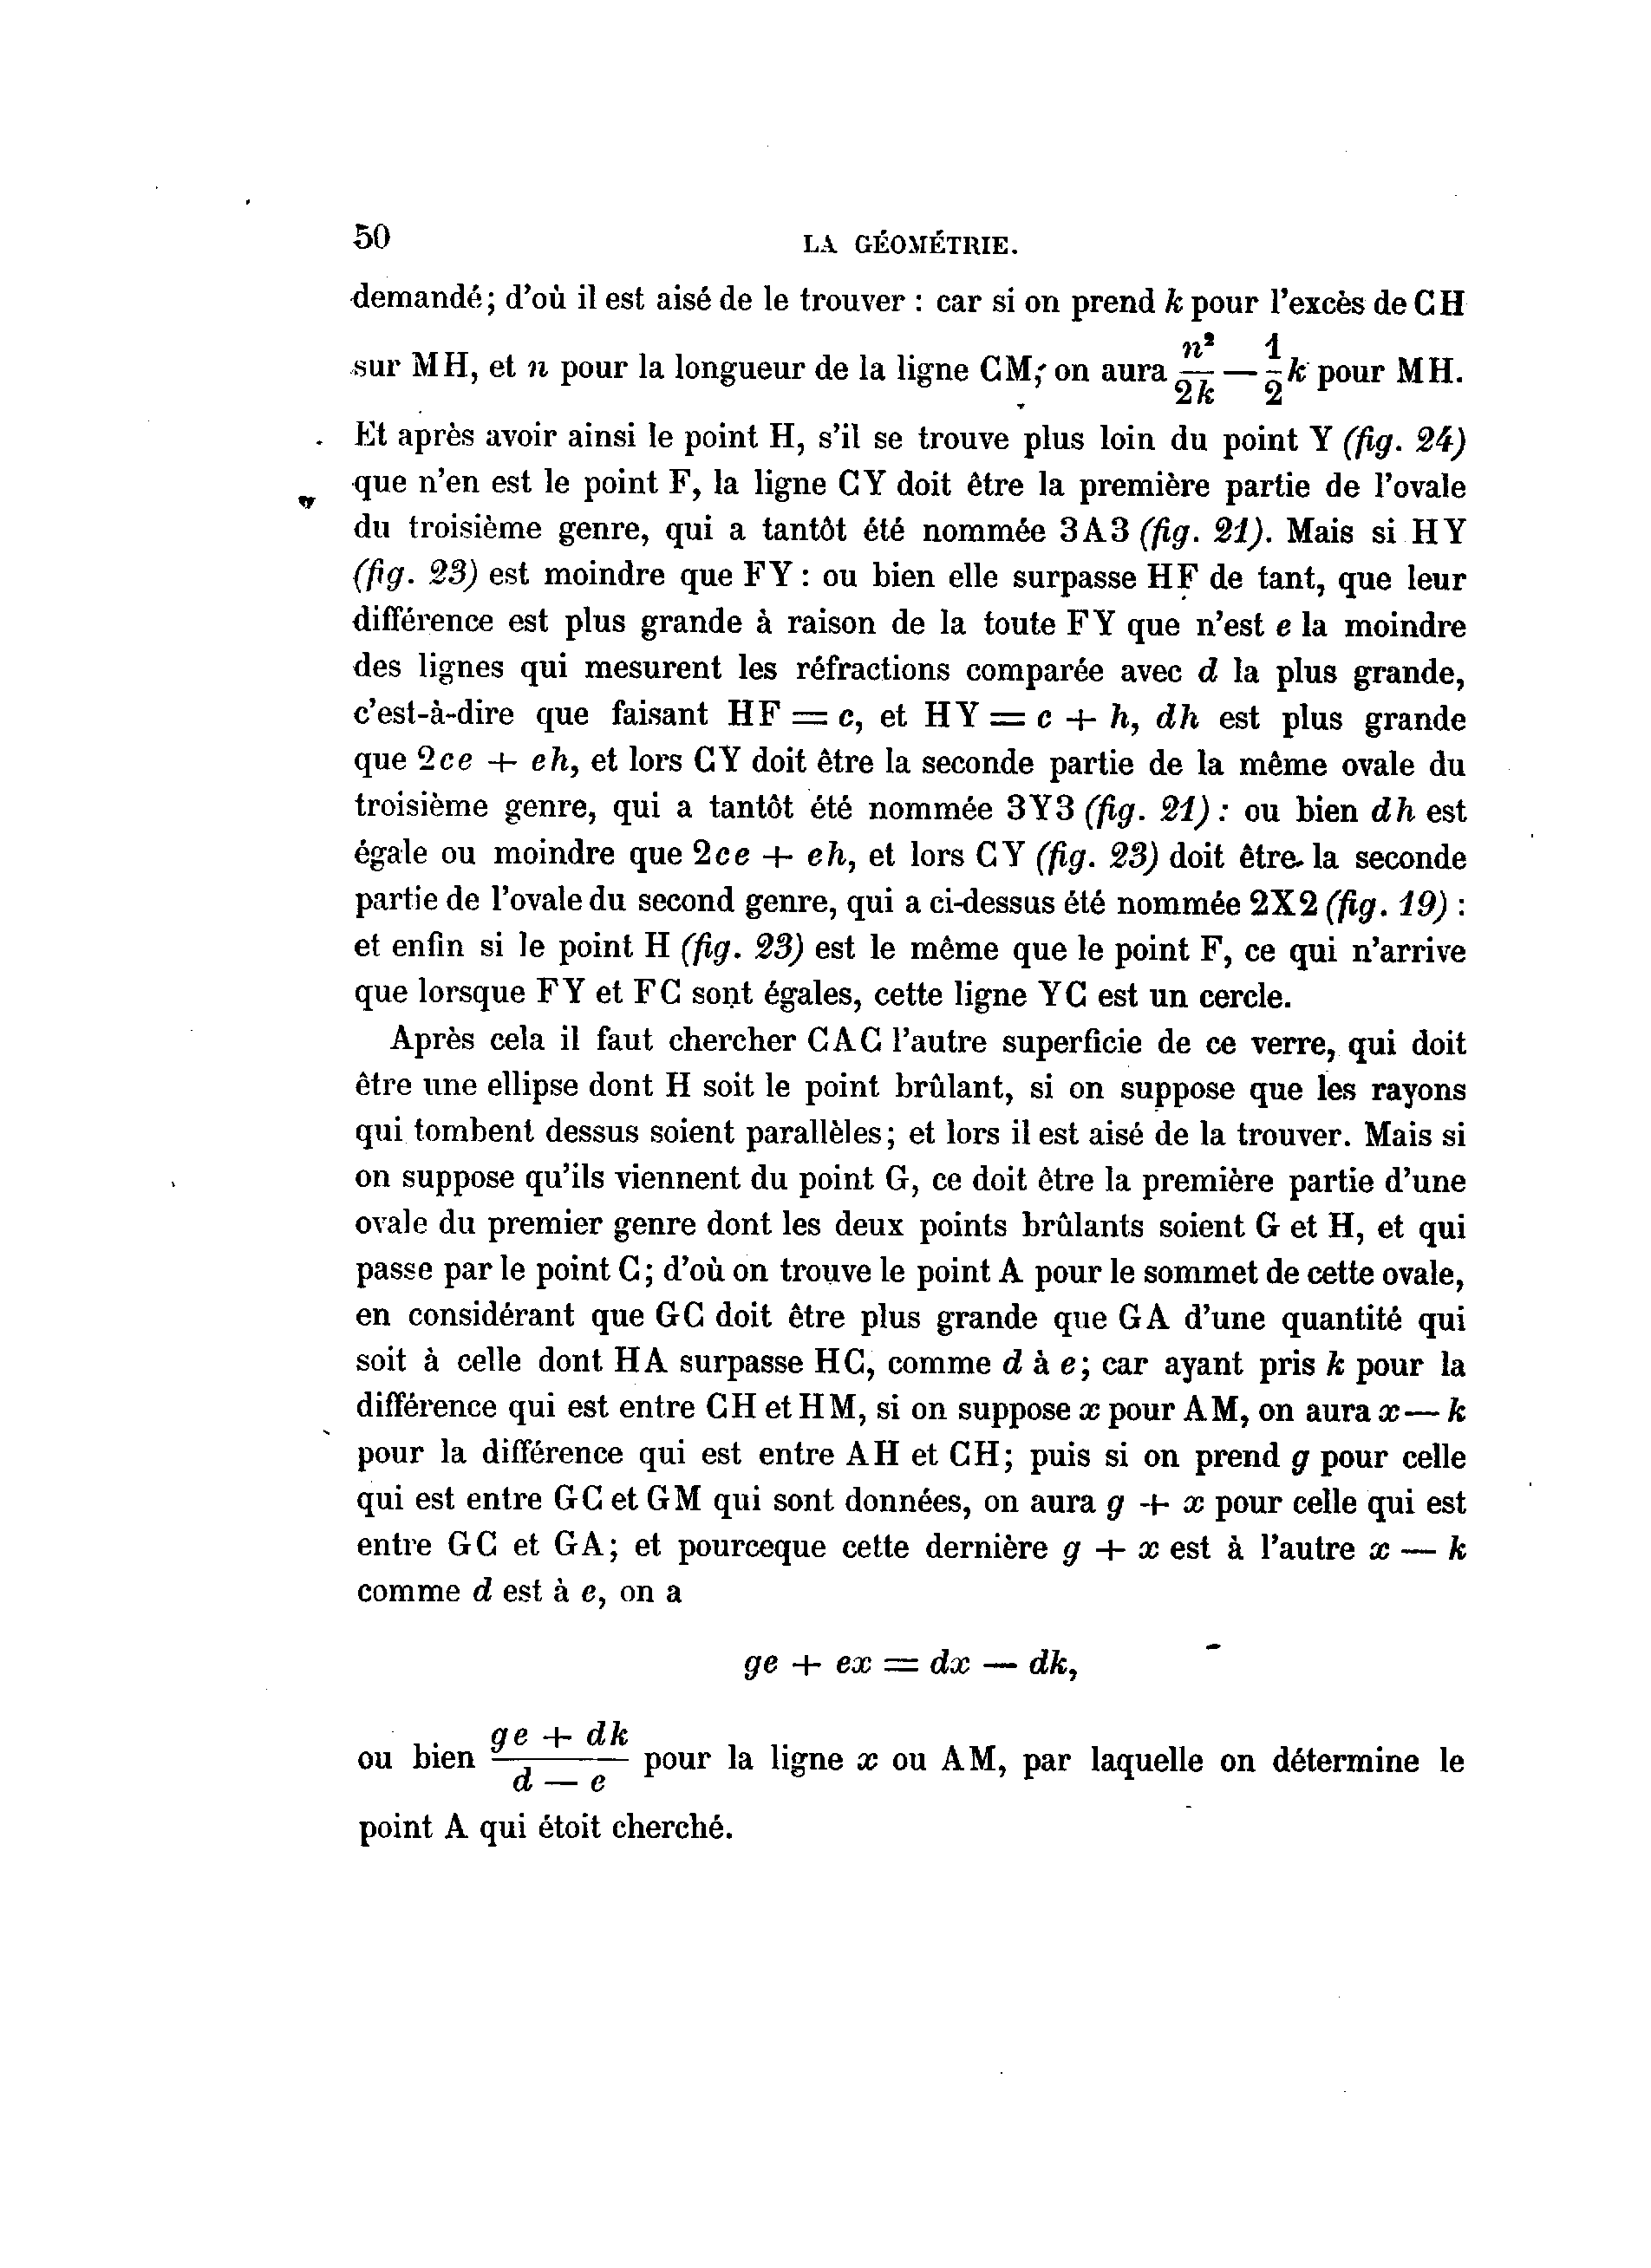 50
LA GÉOMÉTRIE.
demandé; d'où il est aisé de le trouver : car si on prend k pour l'excès de CH
sur MH, et n pour la longueur de la ligne CM, on aura n²/2k — 1/2 k pour MH.
Et après avoir ainsi le point H, s'il se trouve plus loin du point Y (fig. 24)
que n'en est le point F, la ligne CY doit être la première partie de l'ovale
du troisième genre, qui a tantôt été nommée 3A3 (fig. 21). Mais si HY
(fig. 23) est moindre que FY : ou bien elle surpasse HF de tant, que leur
différence est plus grande à raison de la toute FY que n'est e la moindre
des lignes qui mesurent les réfractions comparée avec d la plus grande,
c'est-à-dire que faisant HF = c, et HY = c + h, dh est plus grande
que 2ce + eh, et lors CY doit être la seconde partie de la même ovale du
troisième genre, qui a tantôt été nommée 3Y3 (fig. 21) : ou bien dh est
égale ou moindre que 2ce + eh, et lors CY (fig. 23) doit être la seconde
partie de l'ovale du second genre, qui a ci-dessus été nommée 2X2 (fig. 19) :
et enfin si le point H (fig. 23) est le même que le point F, ce qui n'arrive
que lorsque FY et FC sont égales, cette ligne YC est un cercle.
Après cela il faut chercher CAC l'autre superficie de ce verre, qui doit
être une ellipse dont H soit le point brûlant, si on suppose que les rayons
qui tombent dessus soient parallèles; et lors il est aisé de la trouver. Mais si
on suppose qu'ils viennent du point G, ce doit être la première partie d'une
ovale du premier genre dont les deux points brûlants soient G et H, et qui
passe par le point C; d'où on trouve le point A pour le sommet de cette ovale,
en considérant que GC doit être plus grande que GA d'une quantité qui
soit à celle dont HA surpasse HC, comme d à e; car ayant pris k pour la
différence qui est entre CH et HM, si on suppose x pour AM, on aura x — k
pour la différence qui est entre AH et CH; puis si on prend g pour celle
qui est entre GC et GM qui sont données, on aura g + x pour celle qui est
entre GC et GA; et pourceque cette dernière g + x est à l'autre x — k
comme d est à e, on a
ge + ex = dx — dk,
ou bien (ge + dk)/(d — e) pour la ligne x ou AM, par laquelle on détermine le
point A qui étoit cherché.